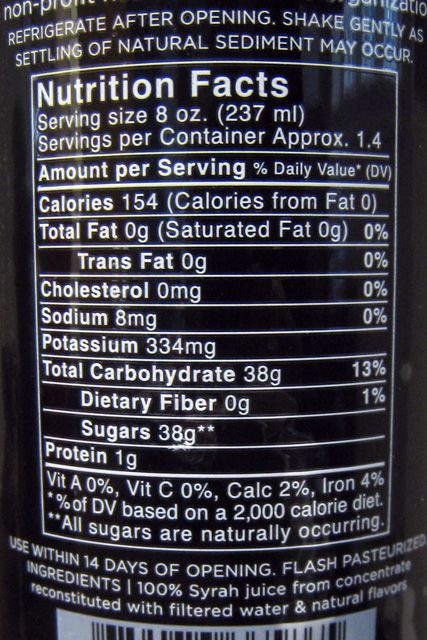 non-profit
REFRIGERATE AFTER OPENING. SHAKE GENTLY AS
SETTLING OF NATURAL SEDIMENT MAY OCCUR.
Nutrition Facts
Serving size 8 oz. (237 ml)
Servings per Container Approx. 1.4
Amount per Serving % Daily Value* (DV)
Calories 154 (Calories from Fat 0)
Total Fat 0g (Saturated Fat 0g) 0%
Trans Fat 0g 0%
Cholesterol 0mg 0%
Sodium 8mg 0%
Potassium 334mg
Total Carbohydrate 38g 13%
Dietary Fiber 0g 1%
Sugars 38g**
Protein 1g
Vit A 0%, Vit C 0%, Calc 2%, Iron 4%
*% of DV based on a 2,000 calorie diet.
**All sugars are naturally occurring.
USE WITHIN 14 DAYS OF OPENING. FLASH PASTEURIZED.
INGREDIENTS | 100% Syrah juice from concentrate
reconstituted with filtered water & natural flavors